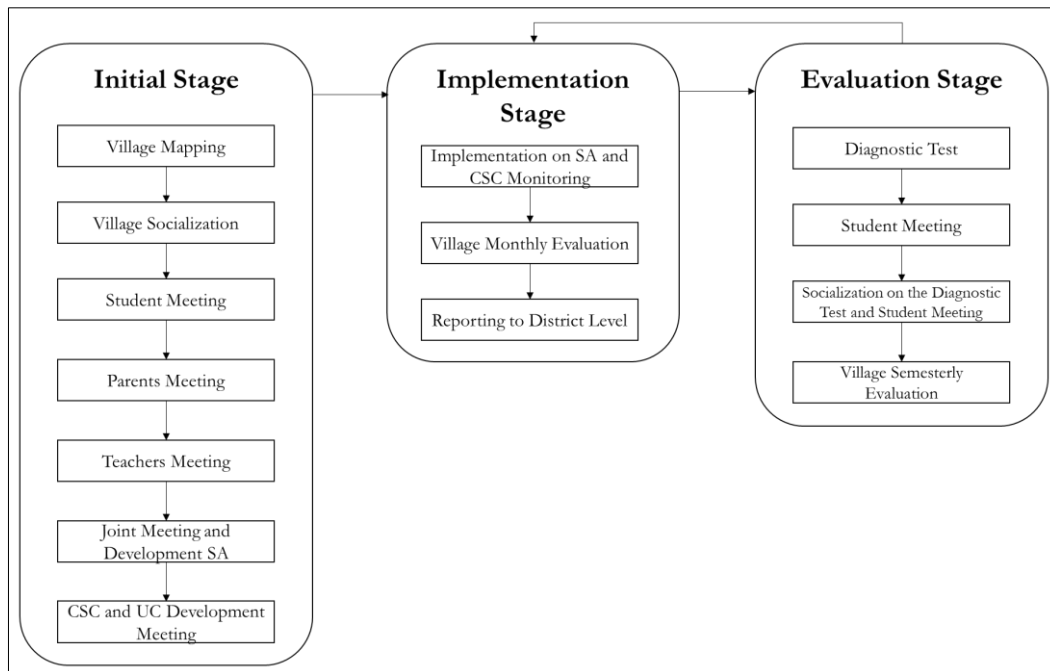 Initial Stage
Village Mapping
Village Socialization
Student Meeting
Parents Meeting
Teachers Meeting
Joint Meeting and
Development SA
CSC and UC Development
Meeting
Implementation
Stage
Implementation on SA and
CSC Monitoring
Village Monthly Evaluation
Reporting to District Level
Evaluation Stage
Diagnostic Test
Student Meeting
Socialization on the Diagnostic
Test and Student Meeting
Village Semesterly
Evaluation